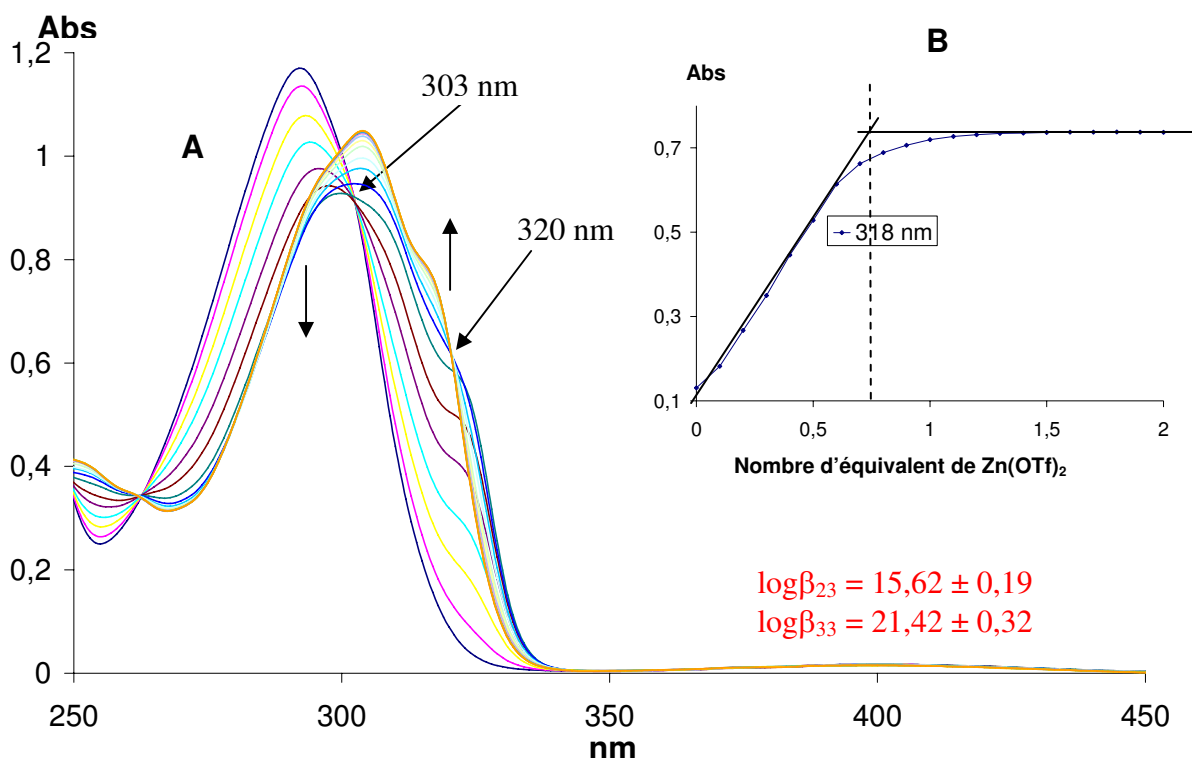 Abs
1,2
1
0,8
0,6
0,4
0,2
0
250
300
350
400
450
nm
A
303 nm
320 nm
B
Abs
0,7
0,5
0,3
0,1
0
0,5
1
1,5
2
318 nm
Nombre d'équivalent de Zn(OTf)₂
logβ₂₃ = 15,62 ± 0,19
logβ₃₃ = 21,42 ± 0,32